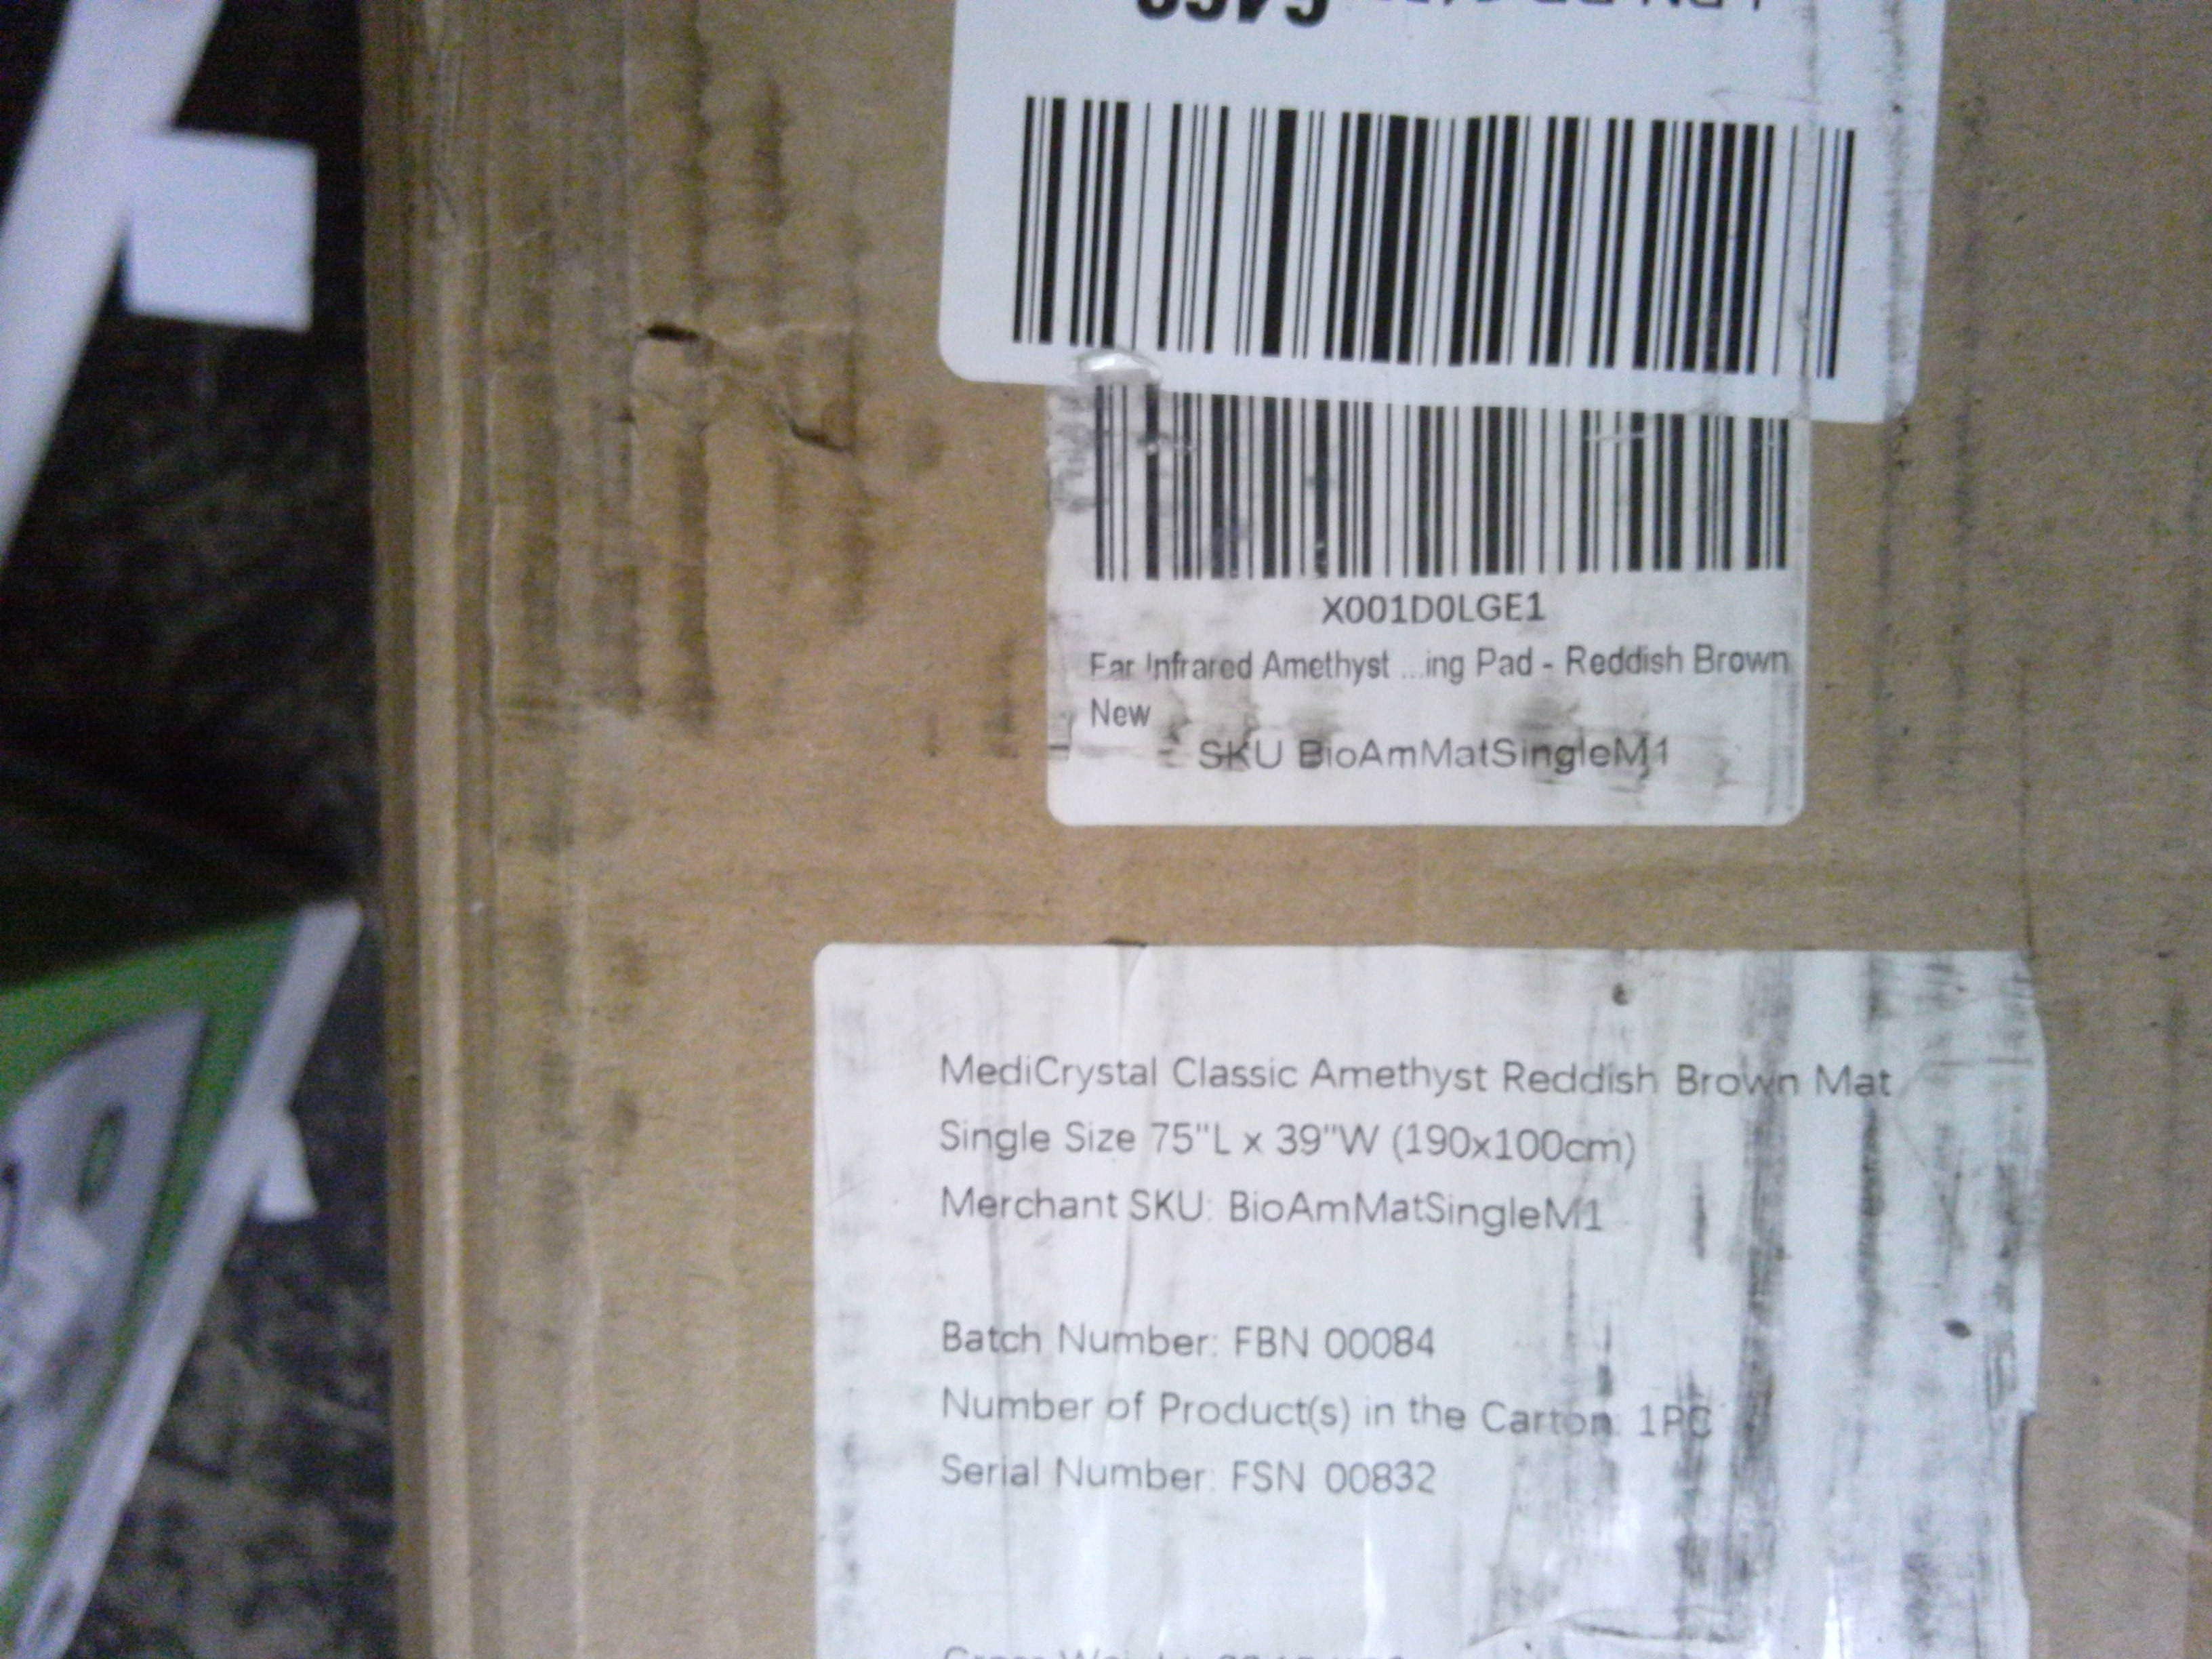 X001D0LGE1
Far Infrared Amethyst ...ing Pad - Reddish Brown
New
SKU BioAmMatSingleM1
MediCrystal Classic Amethyst Reddish Brown Mat
Single Size 75"L x 39"W (190x100cm)
Merchant SKU: BioAmMatSingleM1
Batch Number: FBN 00084
Number of Product(s) in the Carton: 1PC
Serial Number: FSN 00832
Gross Weight: